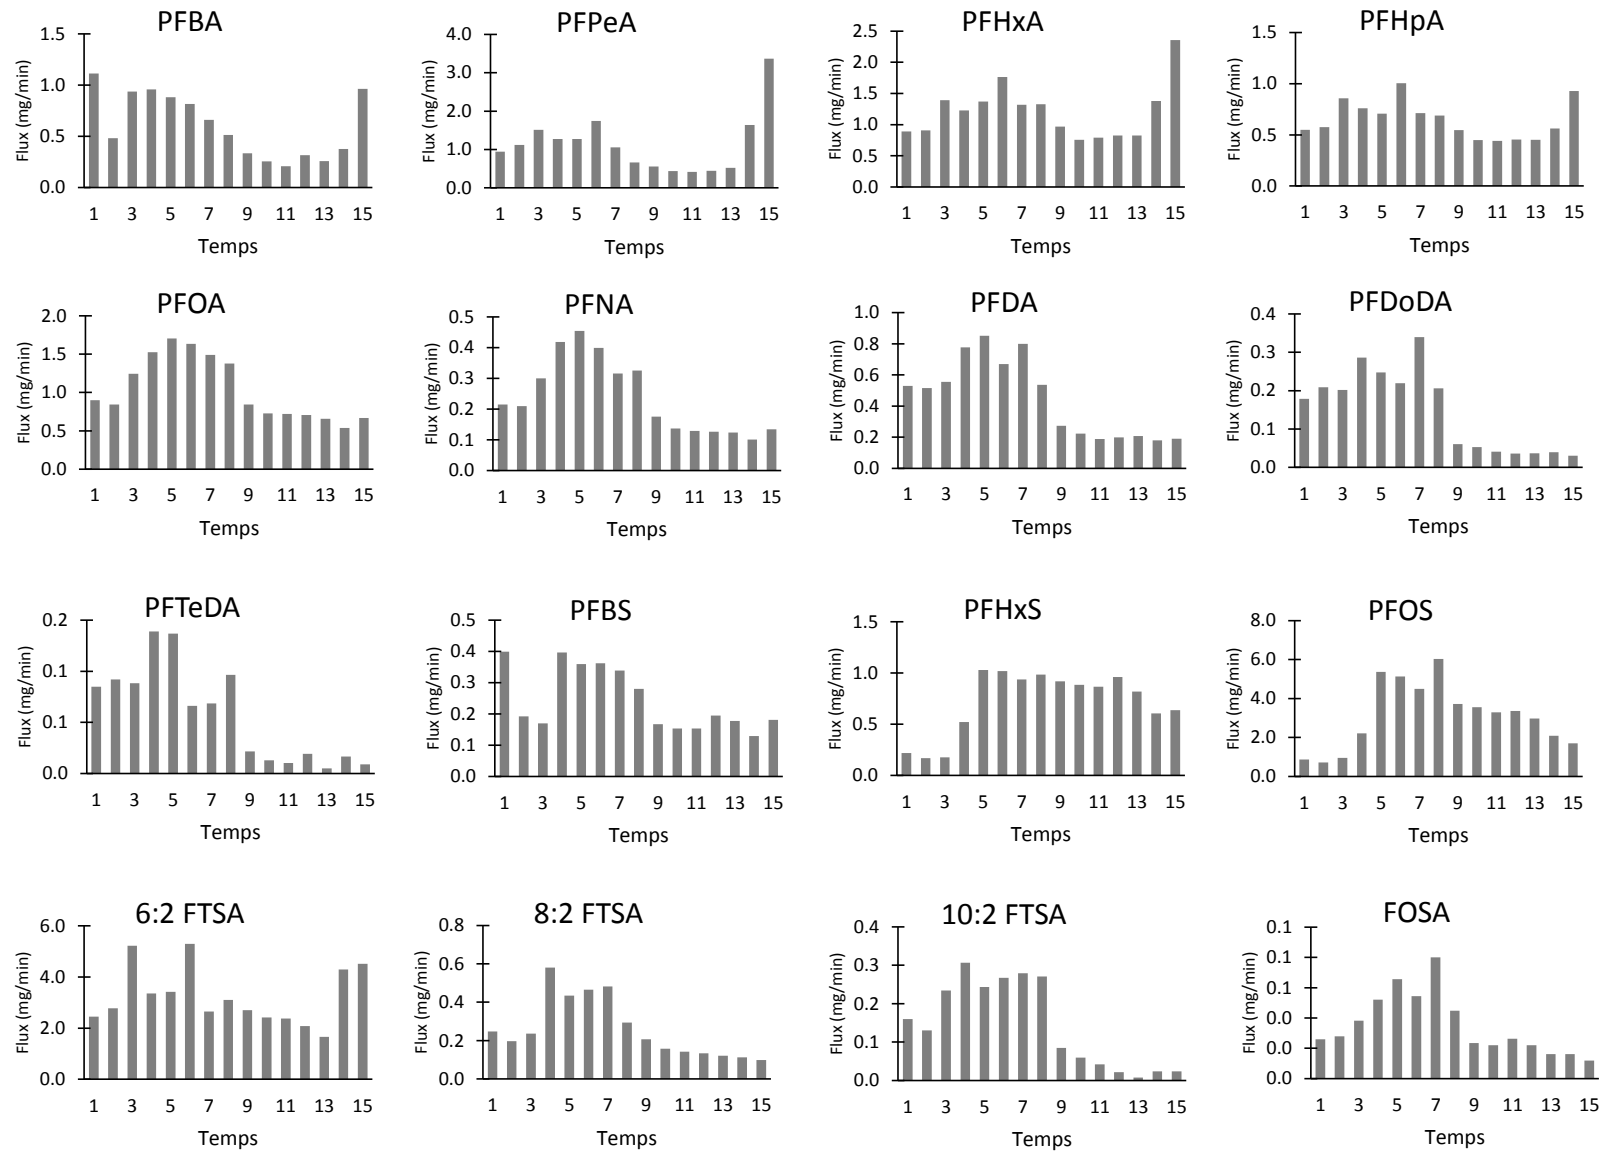 PFBA
Flux (mg/min)
1.5
1.0
0.5
0.0
1 3 5 7 9 11 13 15
Temps
PFPeA
Flux (mg/min)
4.0
3.0
2.0
1.0
0.0
1 3 5 7 9 11 13 15
Temps
PFHxA
Flux (mg/min)
2.5
2.0
1.5
1.0
0.5
0.0
1 3 5 7 9 11 13 15
Temps
PFHpA
Flux (mg/min)
1.5
1.0
0.5
0.0
1 3 5 7 9 11 13 15
Temps
PFOA
Flux (mg/min)
2.0
1.5
1.0
0.5
0.0
1 3 5 7 9 11 13 15
Temps
PFNA
Flux (mg/min)
0.5
0.4
0.3
0.2
0.1
0.0
1 3 5 7 9 11 13 15
Temps
PFDA
Flux (mg/min)
1.0
0.8
0.6
0.4
0.2
0.0
1 3 5 7 9 11 13 15
Temps
PFDoDA
Flux (mg/min)
0.4
0.3
0.2
0.1
0.0
1 3 5 7 9 11 13 15
Temps
PFTeDA
Flux (mg/min)
0.2
0.1
0.1
0.0
1 3 5 7 9 11 13 15
Temps
PFBS
Flux (mg/min)
0.5
0.4
0.3
0.2
0.1
0.0
1 3 5 7 9 11 13 15
Temps
PFHxS
Flux (mg/min)
1.5
1.0
0.5
0.0
1 3 5 7 9 11 13 15
Temps
PFOS
Flux (mg/min)
8.0
6.0
4.0
2.0
0.0
1 3 5 7 9 11 13 15
Temps
6:2 FTSA
Flux (mg/min)
6.0
4.0
2.0
0.0
1 3 5 7 9 11 13 15
Temps
8:2 FTSA
Flux (mg/min)
0.8
0.6
0.4
0.2
0.0
1 3 5 7 9 11 13 15
Temps
10:2 FTSA
Flux (mg/min)
0.4
0.3
0.2
0.1
0.0
1 3 5 7 9 11 13 15
Temps
FOSA
Flux (mg/min)
0.1
0.1
0.1
0.0
0.0
0.0
1 3 5 7 9 11 13 15
Temps